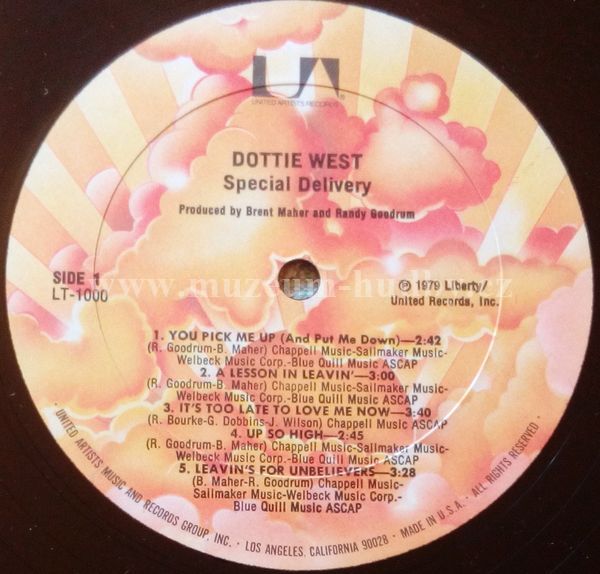 UA®
UNITED ARTISTS RECORDS
DOTTIE WEST
Special Delivery
Produced by Brent Maher and Randy Goodrum
SIDE 1
LT-1000
℗ 1979 Liberty/
United Records, Inc.
1. YOU PICK ME UP (And Put Me Down)—2:42
(R. Goodrum-B. Maher) Chappell Music-Sailmaker Music-
Welbeck Music Corp.-Blue Quill Music ASCAP
2. A LESSON IN LEAVIN'—3:00
(R. Goodrum-B. Maher) Chappell Music-Sailmaker Music-
Welbeck Music Corp.-Blue Quill Music ASCAP
3. IT'S TOO LATE TO LOVE ME NOW—3:40
(R. Bourke-G. Dobbins-J. Wilson) Chappell Music ASCAP
4. UP SO HIGH—2:45
(R. Goodrum-B. Maher) Chappell Music-Sailmaker Music-
Welbeck Music Corp.-Blue Quill Music ASCAP
5. LEAVIN'S FOR UNBELIEVERS—3:28
(B. Maher-R. Goodrum) Chappell Music-
Sailmaker Music-Welbeck Music Corp.-
Blue Quill Music ASCAP
· UNITED ARTISTS MUSIC AND RECORDS GROUP, INC. · LOS ANGELES, CALIFORNIA 90028 · MADE IN U.S.A. · ALL RIGHTS RESERVED ·